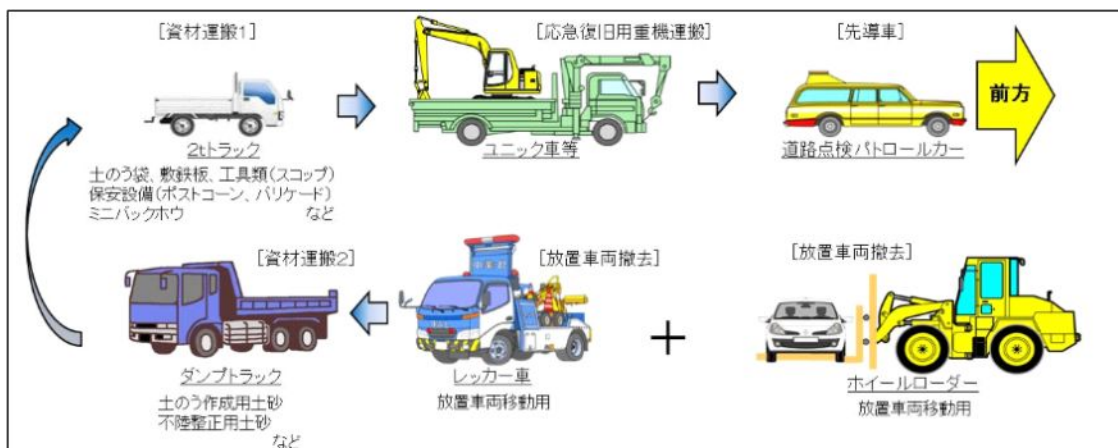 [資材運搬1]
[応急復旧用重機運搬]
[先導車]
前方
2tトラック
ユニック車等
道路点検パトロールカー
土のう袋、敷鉄板、工具類(スコップ)
保安設備(ポストコーン、バリケード)
ミニバックホウ など
[資材運搬2]
[放置車両撤去]
[放置車両撤去]
+
ダンプトラック
レッカー車
ホイールローダー
土のう作成用土砂
不陸整正用土砂
など
放置車両移動用
放置車両移動用